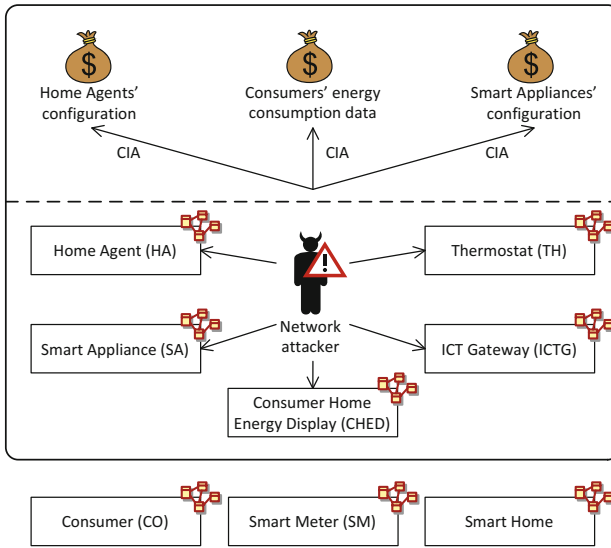 $ $ $
Home Agents' Consumers' energy Smart Appliances'
configuration consumption data configuration
CIA CIA CIA
Home Agent (HA) Thermostat (TH)
!
Network
attacker
Smart Appliance (SA) ICT Gateway (ICTG)
Consumer Home
Energy Display (CHED)
Consumer (CO) Smart Meter (SM) Smart Home